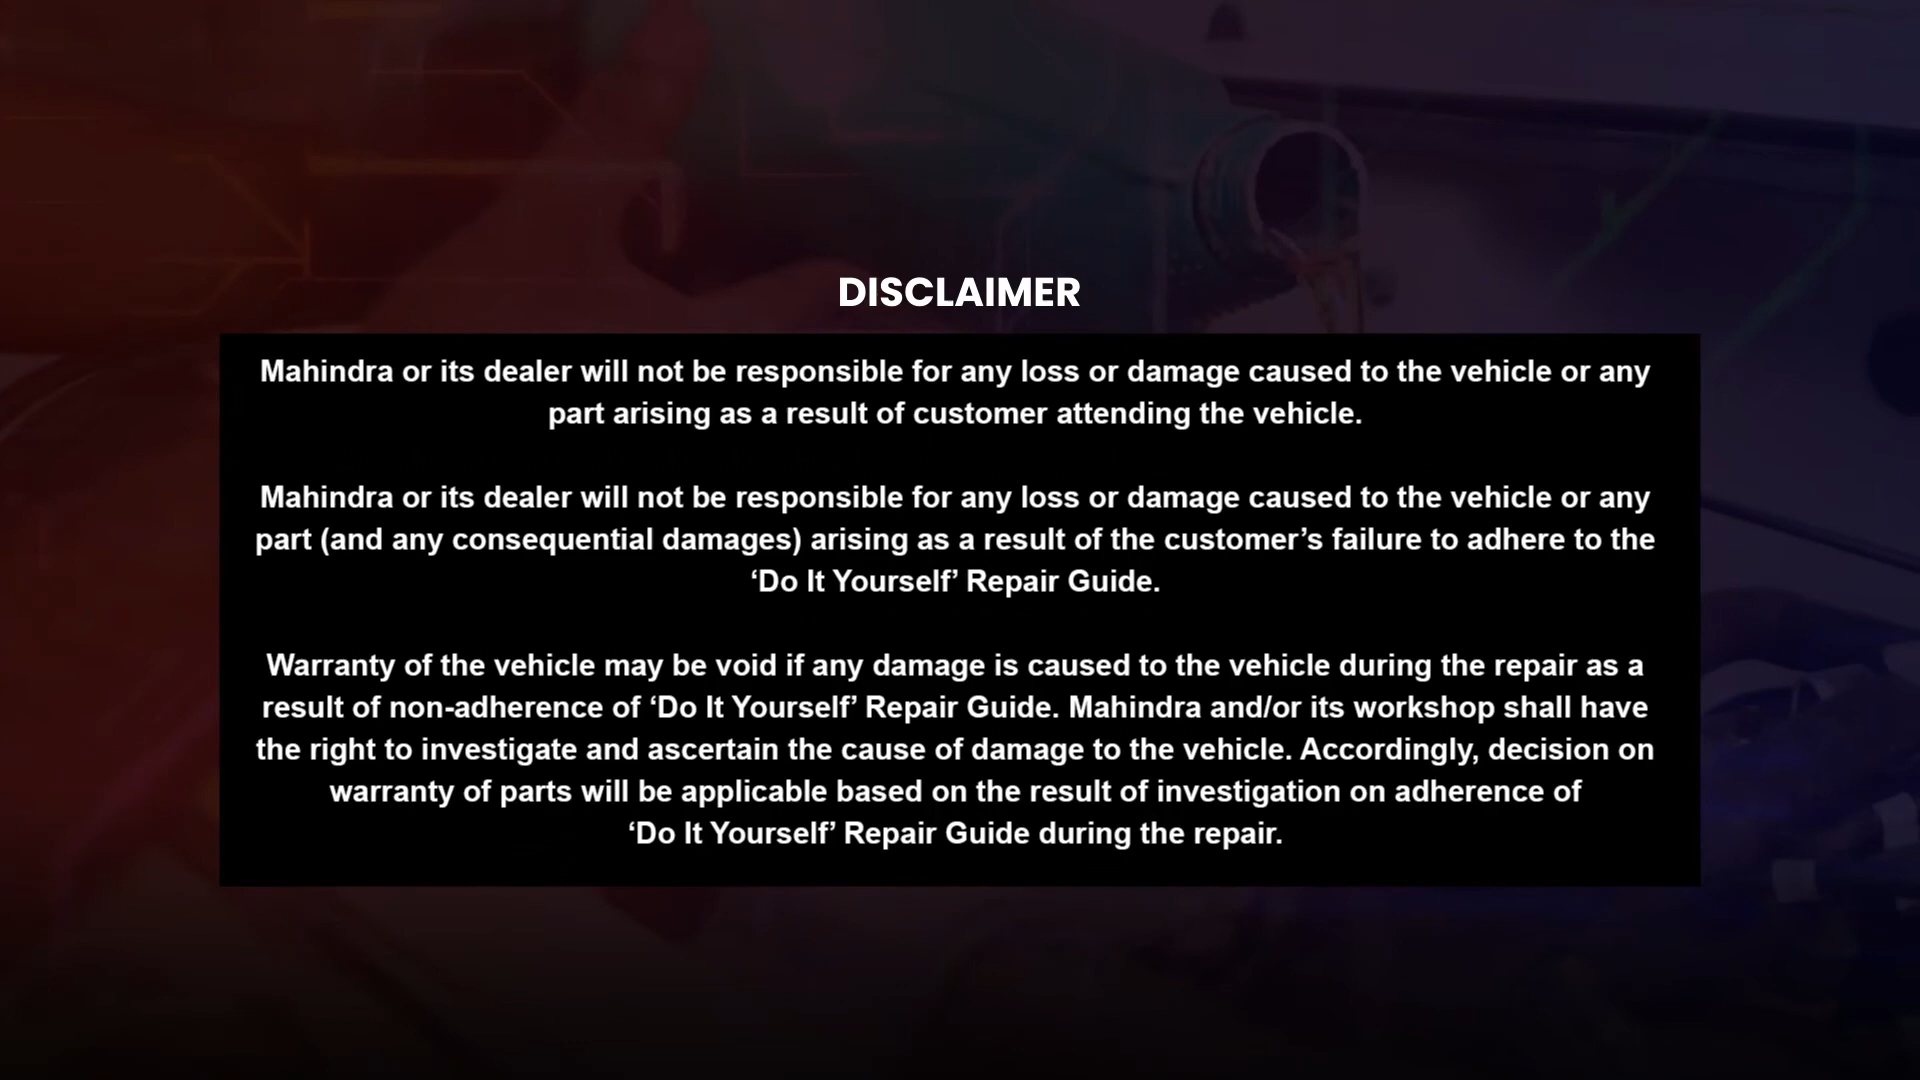 DISCLAIMER
Mahindra or its dealer will not be responsible for any loss or damage caused to the vehicle or any
part arising as a result of customer attending the vehicle.
Mahindra or its dealer will not be responsible for any loss or damage caused to the vehicle or any
part (and any consequential damages) arising as a result of the customer’s failure to adhere to the
‘Do It Yourself’ Repair Guide.
Warranty of the vehicle may be void if any damage is caused to the vehicle during the repair as a
result of non-adherence of ‘Do It Yourself’ Repair Guide. Mahindra and/or its workshop shall have
the right to investigate and ascertain the cause of damage to the vehicle. Accordingly, decision on
warranty of parts will be applicable based on the result of investigation on adherence of
‘Do It Yourself’ Repair Guide during the repair.